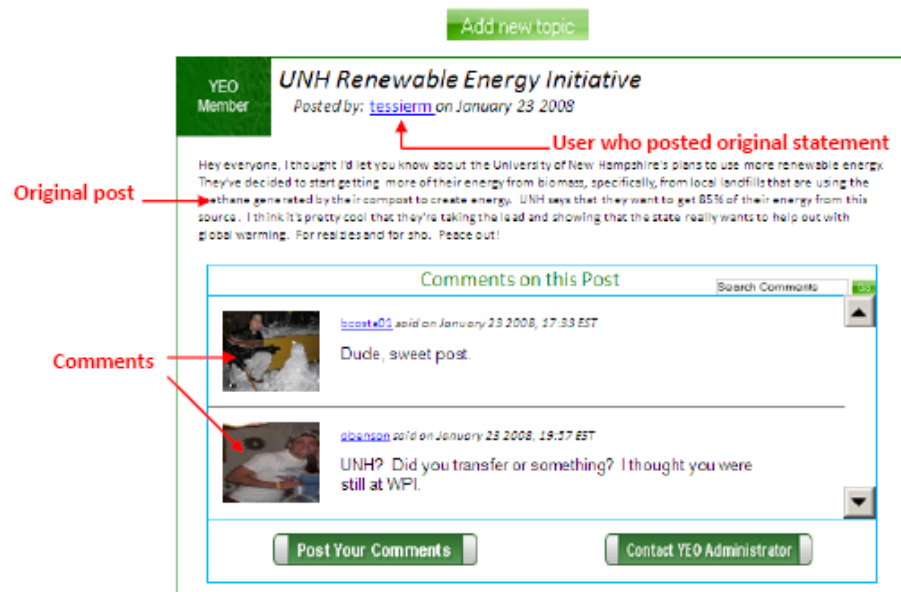 Add new topic
YEO
Member
UNH Renewable Energy Initiative
Posted by: tessierm on January 23 2008
User who posted original statement
Hey everyone, I thought I'd let you know about the University of New Hampshire's plans to use more renewable energy.
They've decided to start getting more of their energy from biomass, specifically, from local landfills that are using the
Original post
methane generated by their compost to create energy. UNH says that they want to get 85% of their energy from this
source. I think it's pretty cool that they're taking the lead and showing that the state really wants to help out with
global warming. For realzies and for sho. Peace out!
Comments on this Post
Search Comments
Go
bcoste01 said on January 23 2008, 17:33 EST
Dude, sweet post.
Comments
abenson said on January 23 2008, 19:57 EST
UNH? Did you transfer or something? I thought you were
still at WPI.
Post Your Comments
Contact YEO Administrator